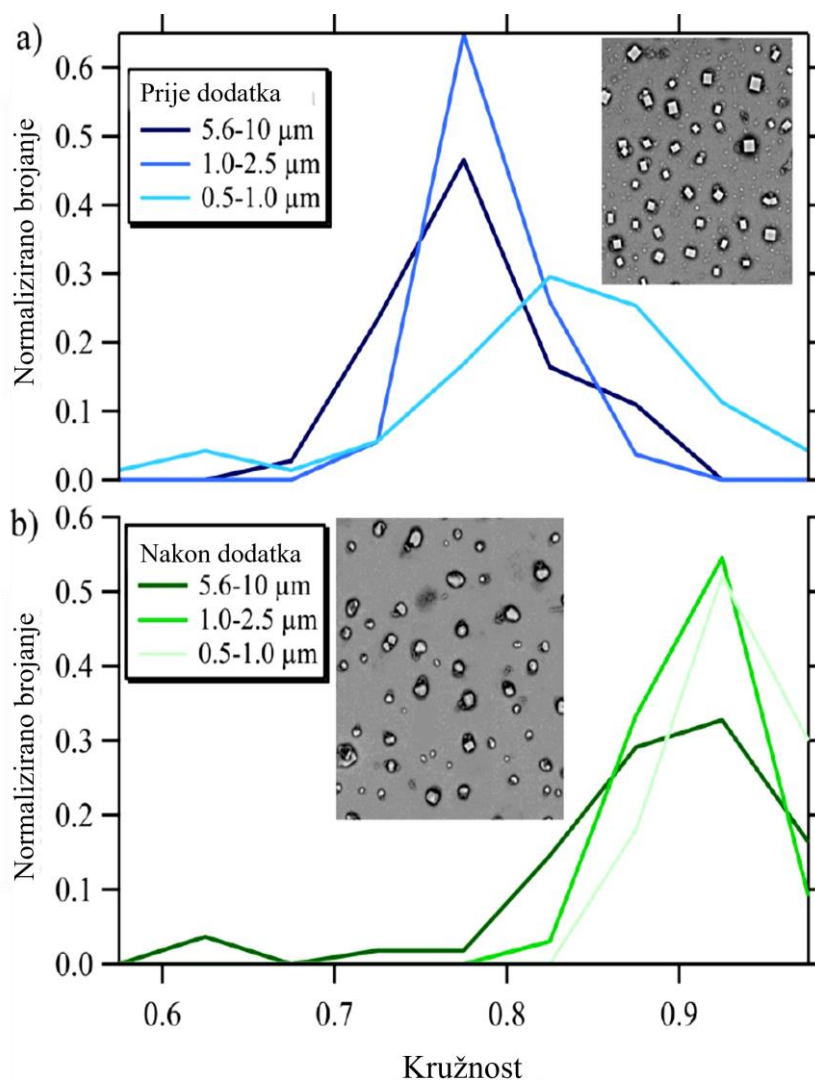 a)
0.6
0.5
0.4
0.3
0.2
0.1
0.0
Normalizirano brojanje
Prije dodatka
5.6-10 µm
1.0-2.5 µm
0.5-1.0 µm
b)
0.6
0.5
0.4
0.3
0.2
0.1
0.0
Normalizirano brojanje
Nakon dodatka
5.6-10 µm
1.0-2.5 µm
0.5-1.0 µm
0.6 0.7 0.8 0.9
Kružnost